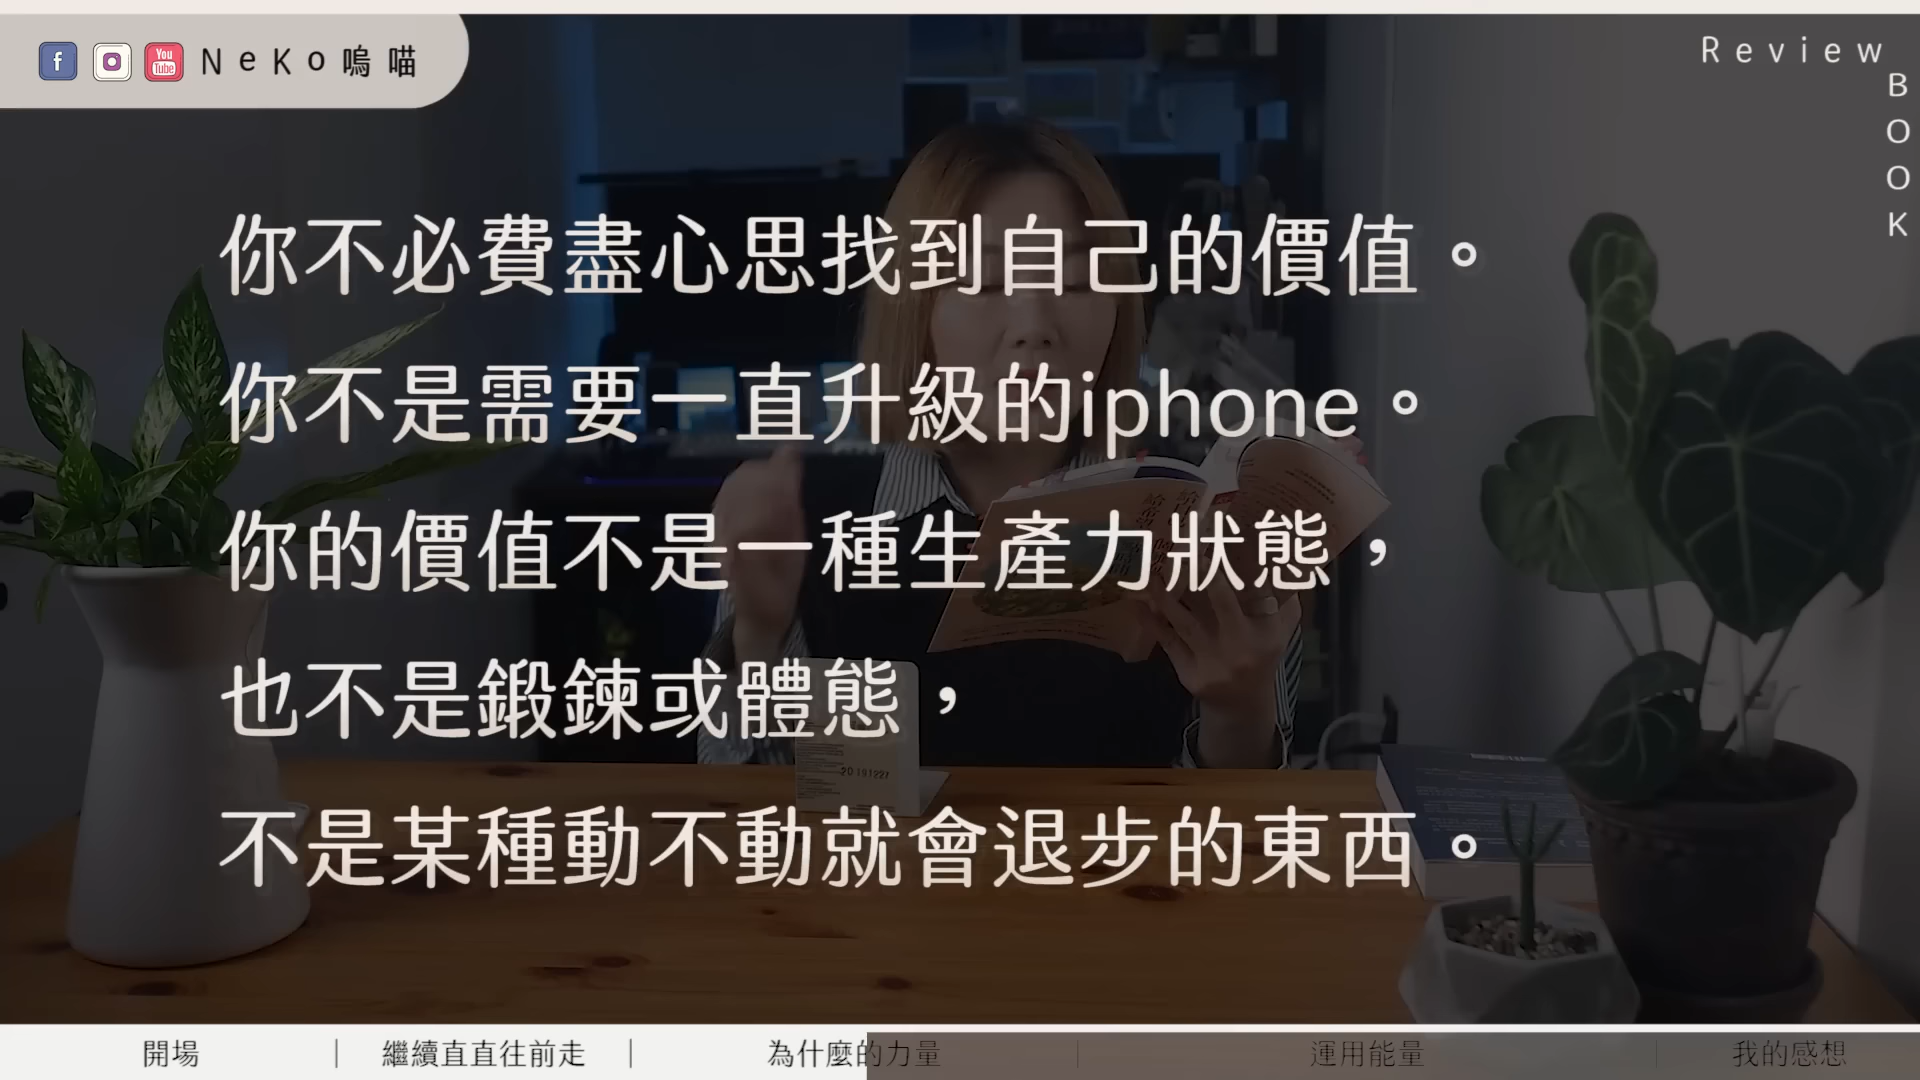 f
You
Tube
NeKo嗚喵
Review
BOOK
你不必費盡心思找到自己的價值。
你不是需要一直升級的iphone。
你的價值不是一種生產力狀態，
也不是鍛鍊或體態，
不是某種動不動就會退步的東西。
20191227
開場 | 繼續直直往前走 | 為什麼的力量 | 運用能量 | 我的感想